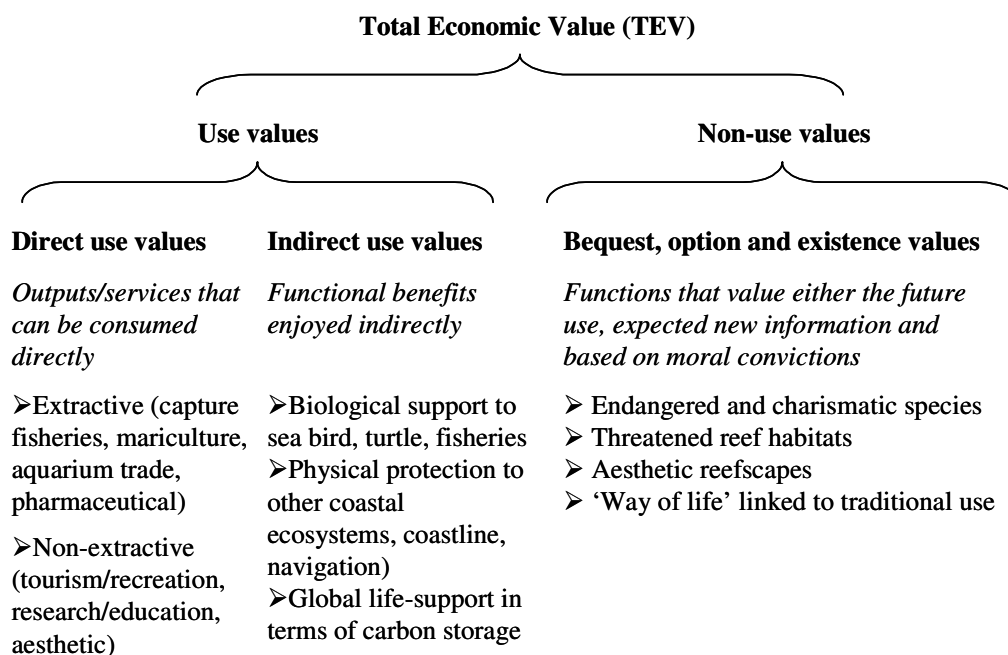 Total Economic Value (TEV)
Use values
Non-use values
Direct use values
Outputs/services that
can be consumed
directly
➢Extractive (capture
fisheries, mariculture,
aquarium trade,
pharmaceutical)
➢Non-extractive
(tourism/recreation,
research/education,
aesthetic)
Indirect use values
Functional benefits
enjoyed indirectly
➢Biological support to
sea bird, turtle, fisheries
➢Physical protection to
other coastal
ecosystems, coastline,
navigation)
➢Global life-support in
terms of carbon storage
Bequest, option and existence values
Functions that value either the future
use, expected new information and
based on moral convictions
➢ Endangered and charismatic species
➢ Threatened reef habitats
➢ Aesthetic reefscapes
➢ ‘Way of life’ linked to traditional use